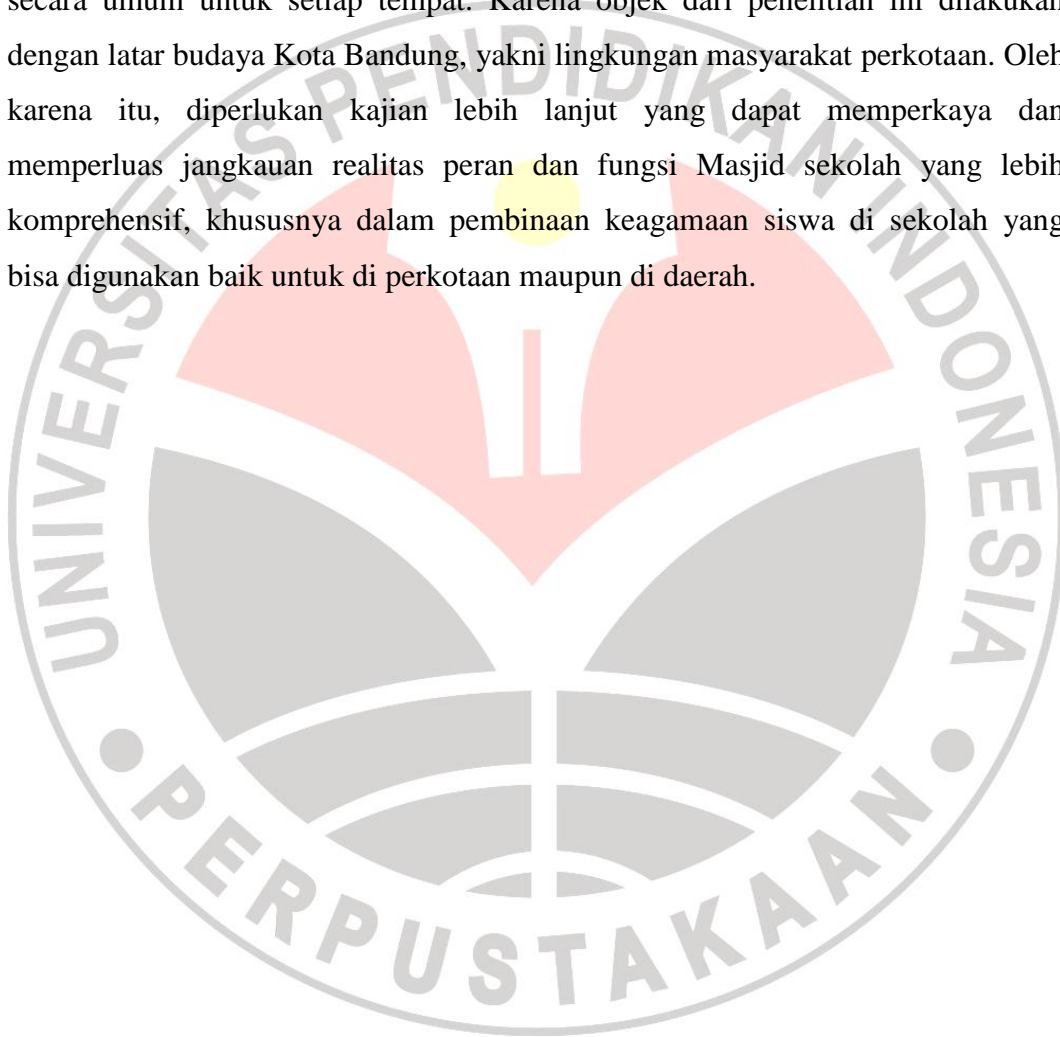 secara umum untuk setiap tempat. Karena objek dari penelitian ini dilakukan
dengan latar budaya Kota Bandung, yakni lingkungan masyarakat perkotaan. Oleh
karena itu, diperlukan kajian lebih lanjut yang dapat memperkaya dan
memperluas jangkauan realitas peran dan fungsi Masjid sekolah yang lebih
komprehensif, khususnya dalam pembinaan keagamaan siswa di sekolah yang
bisa digunakan baik untuk di perkotaan maupun di daerah.
UNIVERSITAS PENDIDIKAN INDONESIA
PERPUSTAKAAN